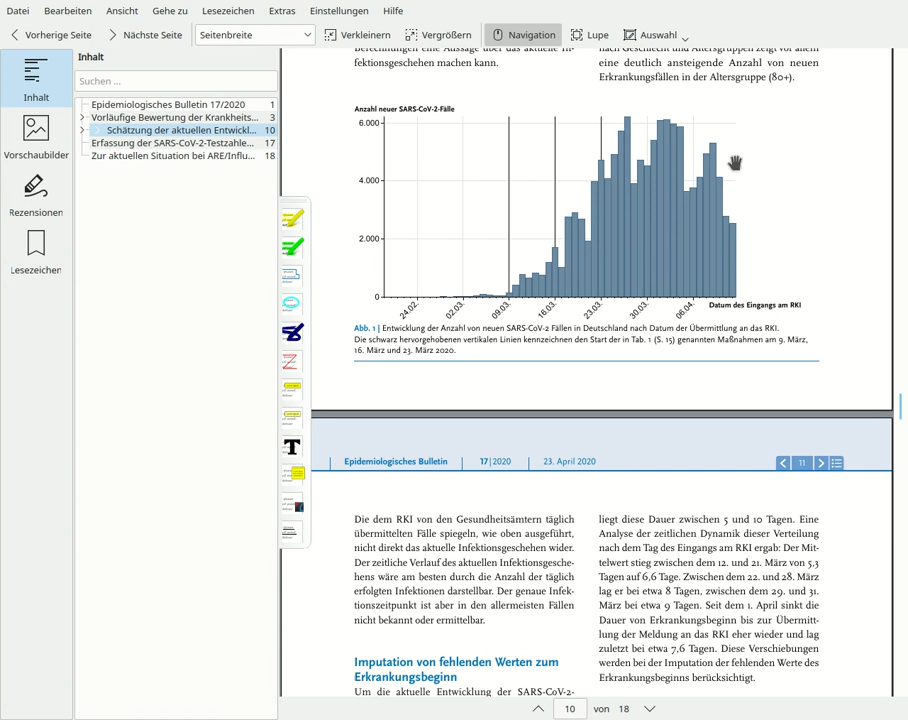 Datei Bearbeiten Ansicht Gehe zu Lesezeichen Extras Einstellungen Hilfe
Vorherige Seite Nächste Seite Seitenbreite Verkleinern Vergrößern Navigation Lupe Auswahl
Inhalt
Vorschaubilder
Rezensionen
Lesezeichen
Inhalt
Suchen ...
Epidemiologisches Bulletin 17/2020 1
Vorläufige Bewertung der Krankheits... 3
Schätzung der aktuellen Entwickl... 10
Erfassung der SARS-CoV-2-Testzahle... 17
Zur aktuellen Situation bei ARE/Influ... 18
Berechnungen eine Aussage über das aktuelle In-
fektionsgeschehen machen kann.
nach Geschlecht und Altersgruppen zeigt vor allem
eine deutlich ansteigende Anzahl von neuen
Erkrankungsfällen in der Altersgruppe (80+).
Anzahl neuer SARS-CoV-2-Fälle
6.000
4.000
2.000
0
24.02.
02.03.
09.03.
16.03.
23.03.
30.03.
06.04.
Datum des Eingangs am RKI
Abb. 1 | Entwicklung der Anzahl von neuen SARS-CoV-2 Fällen in Deutschland nach Datum der Übermittlung an das RKI.
Die schwarz hervorgehobenen vertikalen Linien kennzeichnen den Start der in Tab. 1 (S. 15) genannten Maßnahmen am 9. März,
16. März und 23. März 2020.
Epidemiologisches Bulletin 17|2020 23. April 2020 11
Die dem RKI von den Gesundheitsämtern täglich
übermittelten Fälle spiegeln, wie oben ausgeführt,
nicht direkt das aktuelle Infektionsgeschehen wider.
Der zeitliche Verlauf des aktuellen Infektionsgesche-
hens wäre am besten durch die Anzahl der täglich
erfolgten Infektionen darstellbar. Der genaue Infek-
tionszeitpunkt ist aber in den allermeisten Fällen
nicht bekannt oder ermittelbar.
Imputation von fehlenden Werten zum
Erkrankungsbeginn
Um die aktuelle Entwicklung der SARS-CoV-2-
liegt diese Dauer zwischen 5 und 10 Tagen. Eine
Analyse der zeitlichen Dynamik dieser Verteilung
nach dem Tag des Eingangs am RKI ergab: Der Mit-
telwert stieg zwischen dem 12. und 21. März von 5,3
Tagen auf 6,6 Tage. Zwischen dem 22. und 28. März
lag er bei etwa 8 Tagen, zwischen dem 29. und 31.
März bei etwa 9 Tagen. Seit dem 1. April sinkt die
Dauer von Erkrankungsbeginn bis zur Übermitt-
lung der Meldung an das RKI eher wieder und lag
zuletzt bei etwa 7,6 Tagen. Diese Verschiebungen
werden bei der Imputation der fehlenden Werte des
Erkrankungsbeginns berücksichtigt.
10 von 18